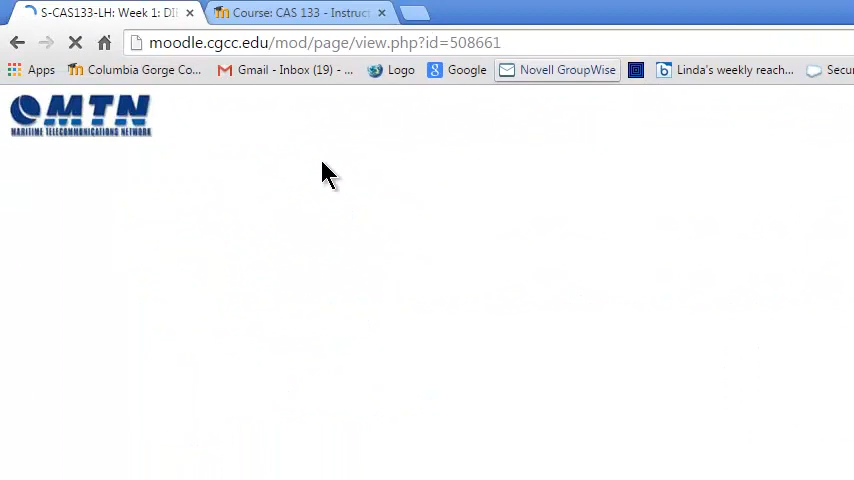 S-CAS133-LH: Week 1: DI
Course: CAS 133 - Instruct
moodle.cgcc.edu/mod/page/view.php?id=508661
Apps
Columbia Gorge Co...
Gmail - Inbox (19) - ...
Logo
Google
Novell GroupWise
Linda's weekly reach...
Secur
MTN
MARITIME TELECOMMUNICATIONS NETWORK